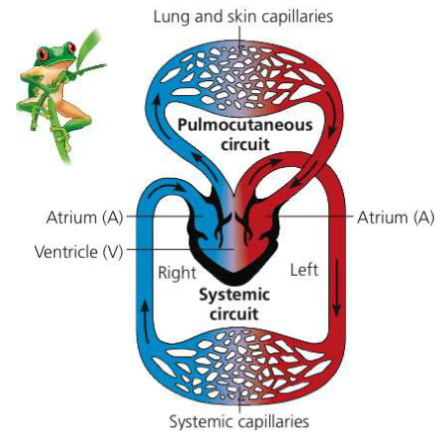 Lung and skin capillaries
Pulmocutaneous
circuit
Atrium (A)
Atrium (A)
Ventricle (V)
Right
Left
Systemic
circuit
Systemic capillaries